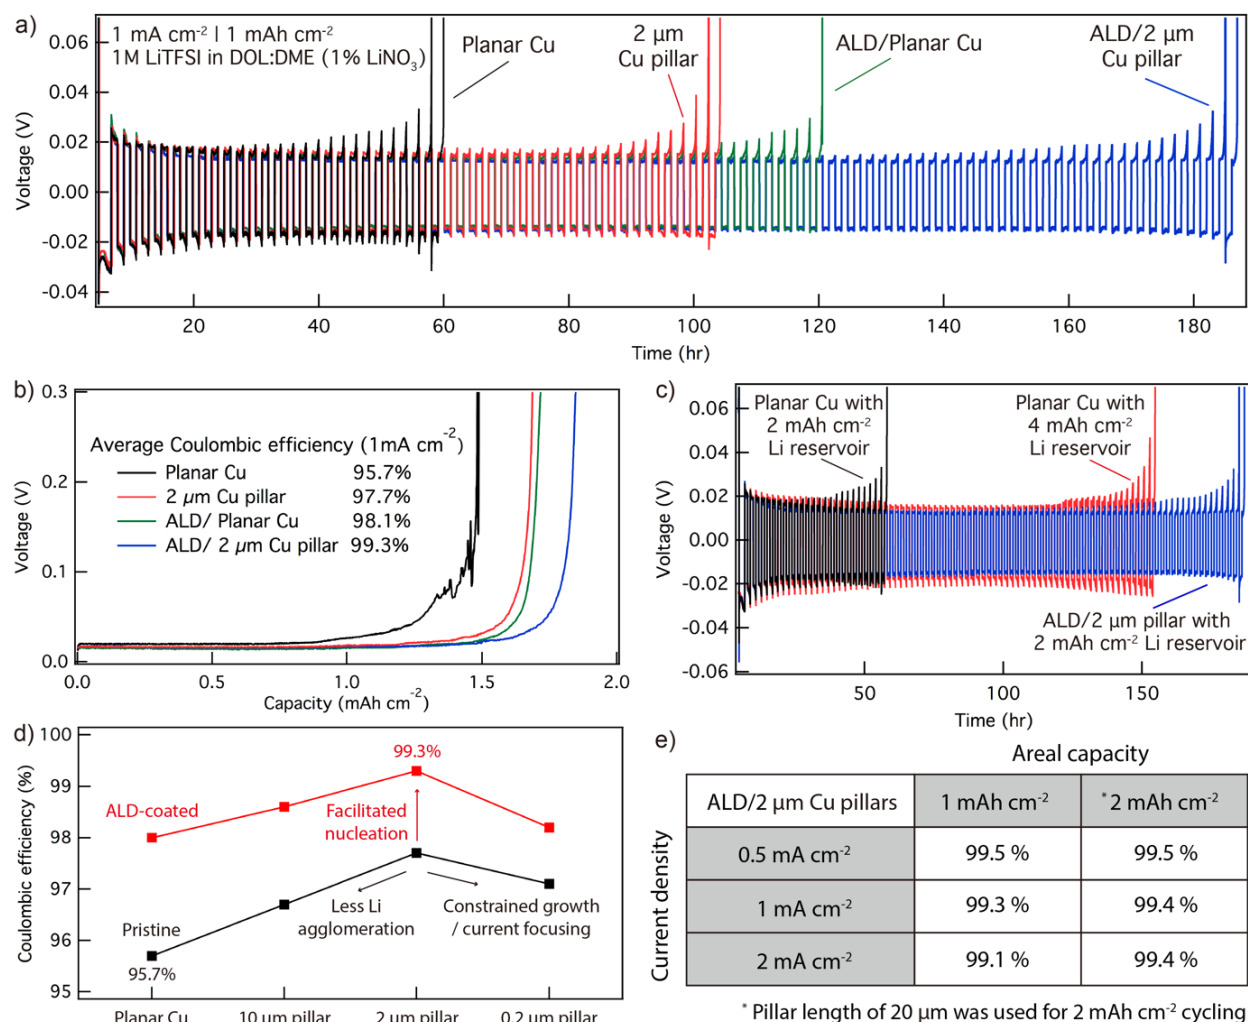 a)
1 mA cm⁻² | 1 mAh cm⁻²
1M LiTFSI in DOL:DME (1% LiNO₃)
Planar Cu
2 µm
Cu pillar
ALD/Planar Cu
ALD/2 µm
Cu pillar
Voltage (V)
0.06
0.04
0.02
0.00
-0.02
-0.04
20
40
60
80
100
120
140
160
180
Time (hr)
b)
Voltage (V)
0.3
0.2
0.1
0.0
Average Coulombic efficiency (1mA cm⁻²)
Planar Cu 95.7%
2 µm Cu pillar 97.7%
ALD/ Planar Cu 98.1%
ALD/ 2 µm Cu pillar 99.3%
0.0
0.5
1.0
1.5
2.0
Capacity (mAh cm⁻²)
c)
Voltage (V)
0.06
0.04
0.02
0.00
-0.02
-0.04
-0.06
Planar Cu with
2 mAh cm⁻²
Li reservoir
Planar Cu with
4 mAh cm⁻²
Li reservoir
ALD/2 µm pillar with
2 mAh cm⁻² Li reservoir
50
100
150
Time (hr)
d)
Coulombic efficiency (%)
100
99
98
97
96
95
99.3%
ALD-coated
Facilitated
nucleation
Less Li
agglomeration
Constrained growth
/ current focusing
Pristine
95.7%
Planar Cu
10 µm pillar
2 µm pillar
0.2 µm pillar
e)
Areal capacity
Current density
ALD/2 µm Cu pillars 1 mAh cm⁻² * 2 mAh cm⁻²
0.5 mA cm⁻² 99.5 % 99.5 %
1 mA cm⁻² 99.3 % 99.4 %
2 mA cm⁻² 99.1 % 99.4 %
* Pillar length of 20 µm was used for 2 mAh cm⁻² cycling